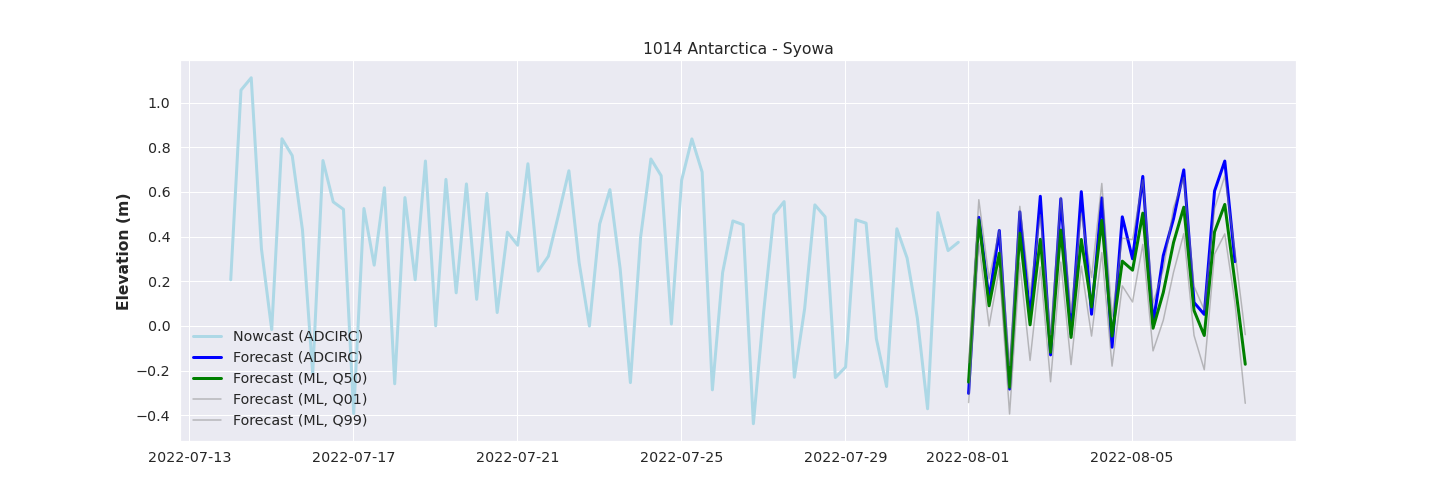 1014 Antarctica - Syowa
Elevation (m)
1.0
0.8
0.6
0.4
0.2
0.0
−0.2
−0.4
Nowcast (ADCIRC)
Forecast (ADCIRC)
Forecast (ML, Q50)
Forecast (ML, Q01)
Forecast (ML, Q99)
2022-07-13 2022-07-17 2022-07-21 2022-07-25 2022-07-29 2022-08-01 2022-08-05